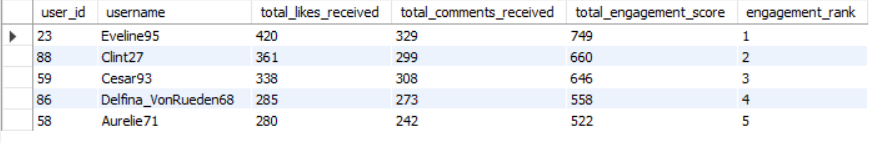 user_id username total_likes_received total_comments_received total_engagement_score engagement_rank
23 Eveline95 420 329 749 1
88 Clint27 361 299 660 2
59 Cesar93 338 308 646 3
86 Delfina_VonRueden68 285 273 558 4
58 Aurelie71 280 242 522 5